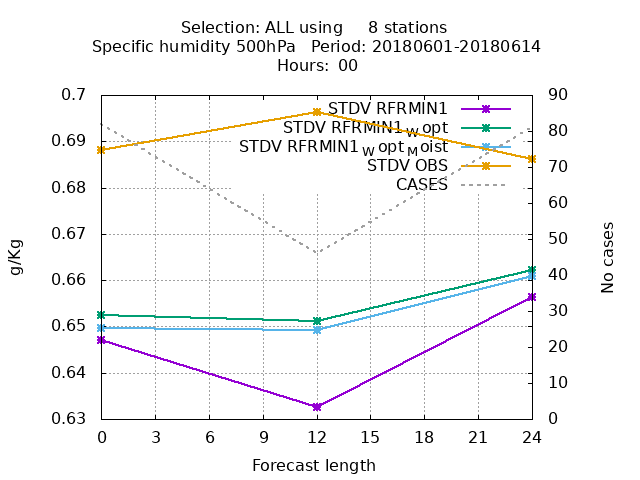 Selection: ALL using     8 stations
Specific humidity 500hPa   Period: 20180601-20180614
Hours: 00
STDV RFRMIN1
STDV RFRMIN1_W opt
STDV RFRMIN1_W opt_M oist
STDV OBS
CASES
0.7
0.69
0.68
0.67
0.66
0.65
0.64
0.63
90
80
70
60
50
40
30
20
10
0
g/Kg
No cases
0 3 6 9 12 15 18 21 24
Forecast length